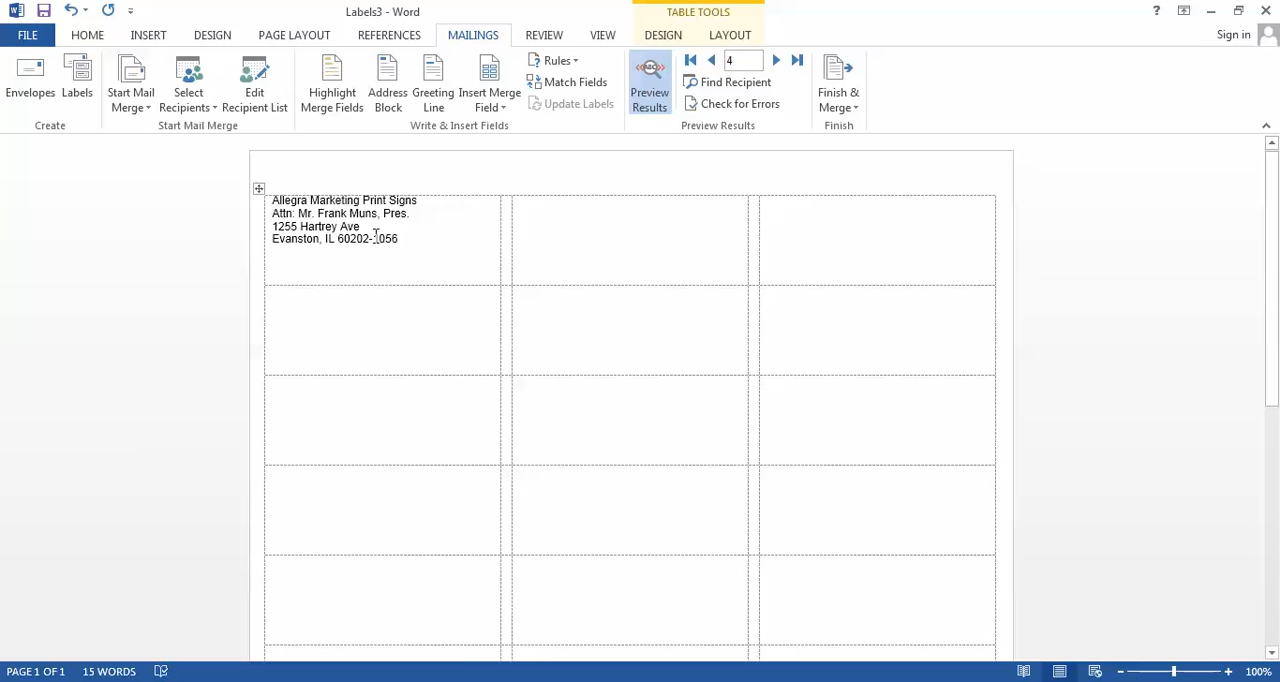 Labels3 - Word
TABLE TOOLS
?
FILE
HOME
INSERT
DESIGN
PAGE LAYOUT
REFERENCES
MAILINGS
REVIEW
VIEW
DESIGN
LAYOUT
Sign in
Envelopes
Labels
Start Mail
Merge
Select
Recipients
Edit
Recipient List
Highlight
Merge Fields
Address
Block
Greeting
Line
Insert Merge
Field
Rules
Match Fields
Update Labels
ABC
Preview
Results
4
Find Recipient
Check for Errors
Finish &
Merge
Create
Start Mail Merge
Write & Insert Fields
Preview Results
Finish
Allegra Marketing Print Signs
Attn: Mr. Frank Muns, Pres.
1255 Hartrey Ave
Evanston, IL
PAGE 1 OF 1
15 WORDS
100%